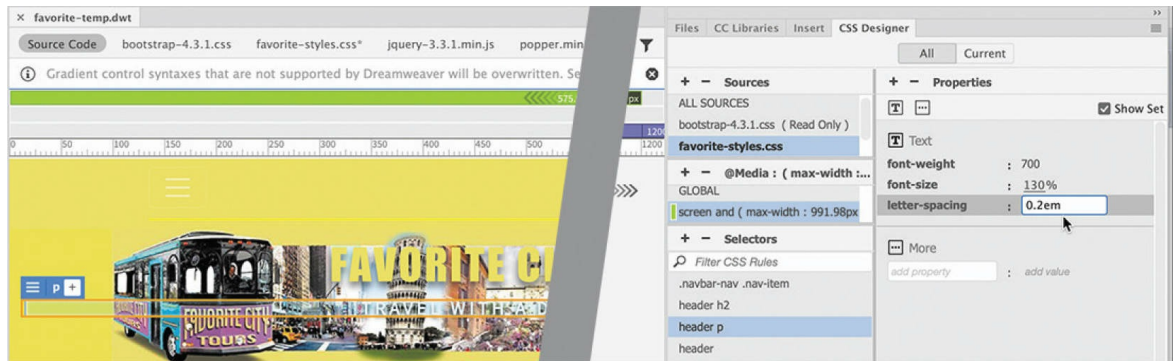 × favorite-temp.dwt
Source Code bootstrap-4.3.1.css favorite-styles.css* jquery-3.3.1.min.js popper.min
Gradient control syntaxes that are not supported by Dreamweaver will be overwritten. Se
575. px
1200
0 50 100 150 200 250 300 350 400 450 500 1200
FAVORITE CI
p +
TRAVEL WITH A D
FAVORITE CITY
TOURS
Files CC Libraries Insert CSS Designer
All Current
+ − Sources
ALL SOURCES
bootstrap-4.3.1.css ( Read Only )
favorite-styles.css
+ − @Media : ( max-width :...
GLOBAL
screen and ( max-width : 991.98px
+ − Selectors
Filter CSS Rules
.navbar-nav .nav-item
header h2
header p
header
+ − Properties
T ... Show Set
T Text
font-weight : 700
font-size : 130%
letter-spacing : 0.2em
... More
add property : add value